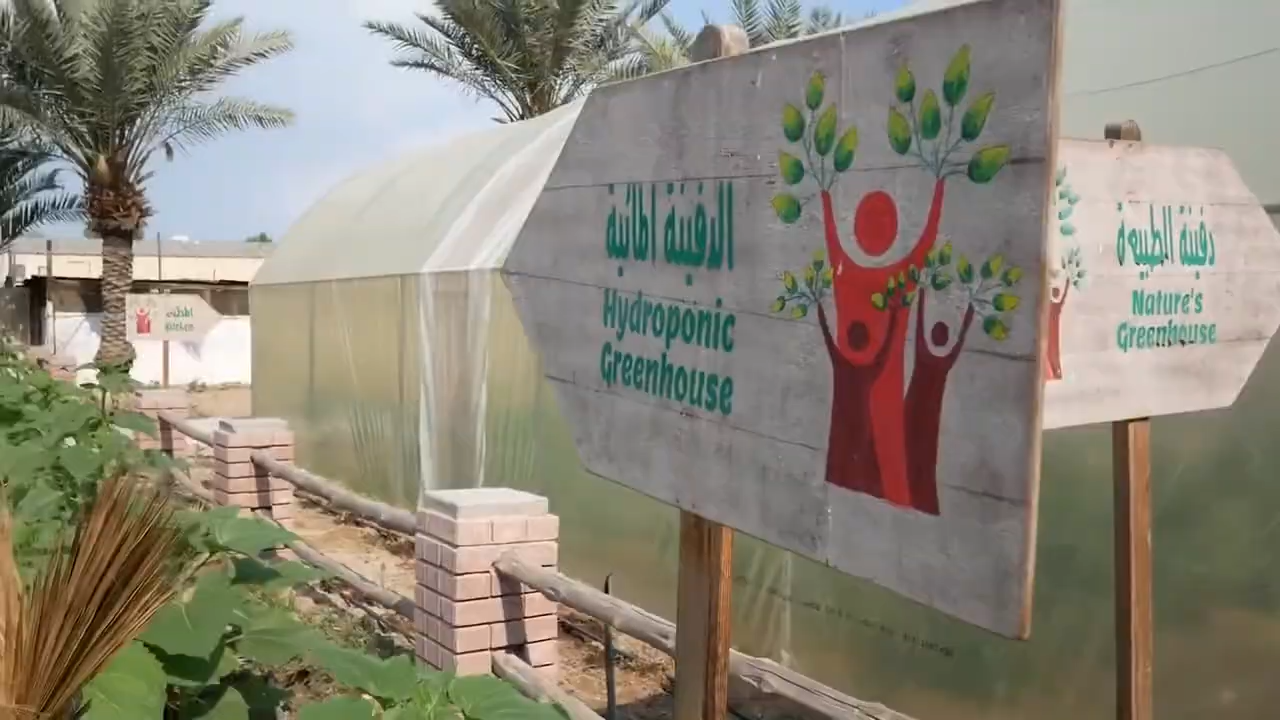 الدفيئة المائية
Hydroponic
Greenhouse
دفيئة الطبيعة
Nature's
Greenhouse
Kitchen